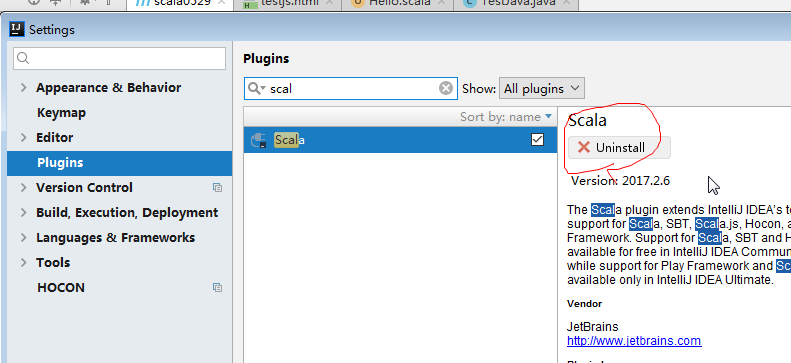 scala0529
testjs.html
Hello.scala
TestJava.java
Settings
Appearance & Behavior
Keymap
Editor
Plugins
Version Control
Build, Execution, Deployment
Languages & Frameworks
Tools
HOCON
Plugins
scal
Show: All plugins
Sort by: name
Scala
Scala
Uninstall
Version: 2017.2.6
The Scala plugin extends IntelliJ IDEA's
support for Scala, SBT, Scala.js, Hocon,
Framework. Support for Scala, SBT and
available for free in IntelliJ IDEA
while support for Play Framework and
available only in IntelliJ IDEA Ultimate.
Vendor
JetBrains
http://www.jetbrains.com